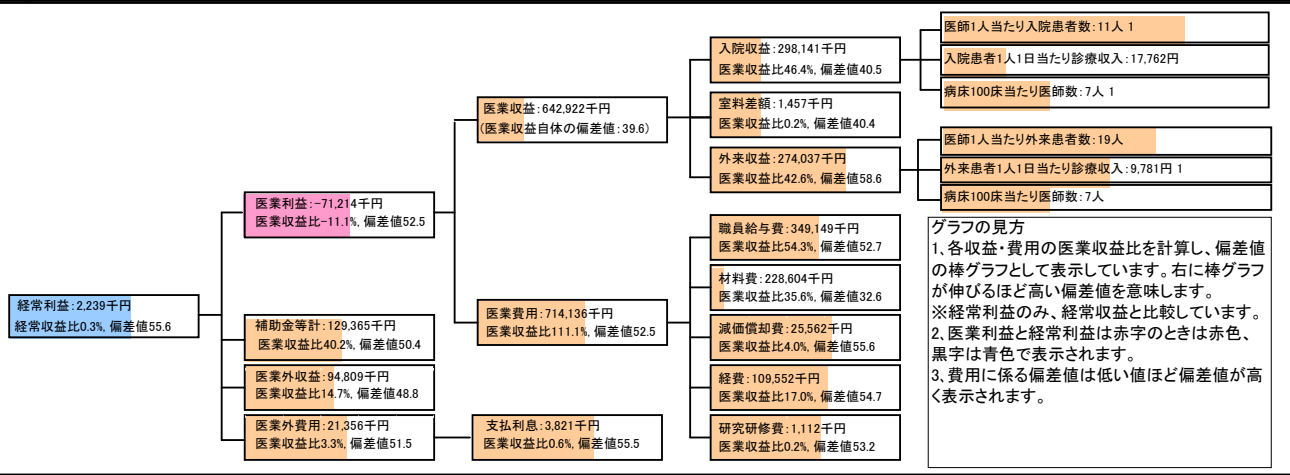 経常利益:2,239千円
経常収支比0.3%, 偏差値55.6
医業利益:-71,214千円
医業収益比-11.1%, 偏差値52.5
補助金等計:129,365千円
医業収益比40.2%, 偏差値50.4
医業外収益:94,809千円
医業収益比14.7%, 偏差値48.8
医業外費用:21,356千円
医業収益比3.3%, 偏差値51.5
医業収益:642,922千円
(医業収益自体の偏差値:39.6)
医業費用:714,136千円
医業収益比111.1%, 偏差値52.5
支払利息:3,821千円
医業収益比0.6%, 偏差値55.5
入院収益:298,141千円
医業収益比46.4%, 偏差値40.5
室料差額:1,457千円
医業収益比0.2%, 偏差値40.4
外来収益:274,037千円
医業収益比42.6%, 偏差値58.6
職員給与費:349,149千円
医業収益比54.3%, 偏差値52.7
材料費:228,604千円
医業収益比35.6%, 偏差値32.6
減価償却費:25,562千円
医業収益比4.0%, 偏差値55.6
経費:109,552千円
医業収益比17.0%, 偏差値54.7
研究研修費:1,112千円
医業収益比0.2%, 偏差値53.2
医師1人当たり入院患者数:11人 1
入院患者1人1日当たり診療収入:17,762円
病床100床当たり医師数:7人 1
医師1人当たり外来患者数:19人
外来患者1人1日当たり診療収入:9,781円 1
病床100床当たり医師数:7人
グラフの見方
1、各収益・費用の医業収益比を計算し、偏差値
の棒グラフとして表示しています。右に棒グラフ
が伸びるほど高い偏差値を意味します。
※経常利益のみ、経常収益と比較しています。
2、医業利益と経常利益は赤字のときは赤色、
黒字は青色で表示されます。
3、費用に係る偏差値は低い値ほど偏差値が高
く表示されます。